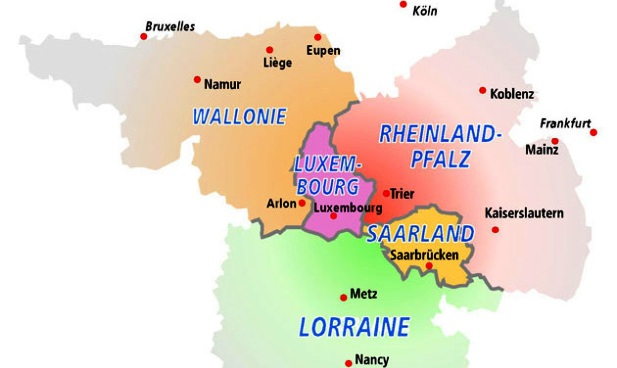 Köln
Bruxelles
Eupen
Liège
Namur
Koblenz
WALLONIE
Frankfurt
RHEINLAND-
PFALZ
Mainz
LUXEM-
BOURG
Trier
Arlon
Luxembourg
Kaiserslautern
SAARLAND
Saarbrücken
Metz
LORRAINE
Nancy